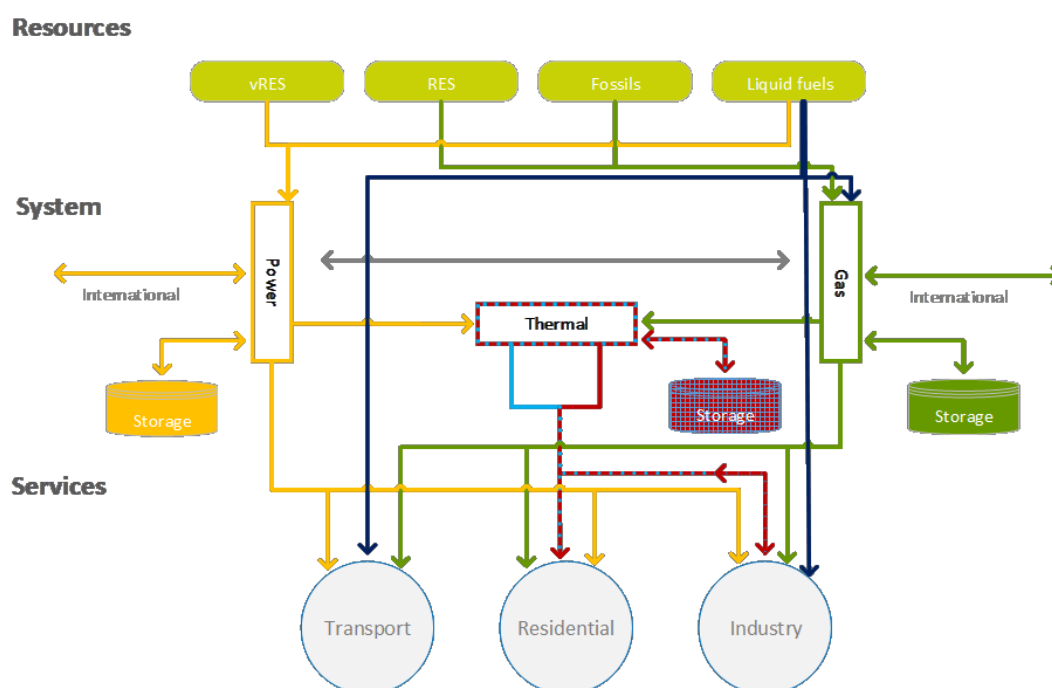 Resources
vRES
RES
Fossils
Liquid fuels
System
Power
Gas
International
International
Thermal
Storage
Storage
Storage
Services
Transport
Residential
Industry